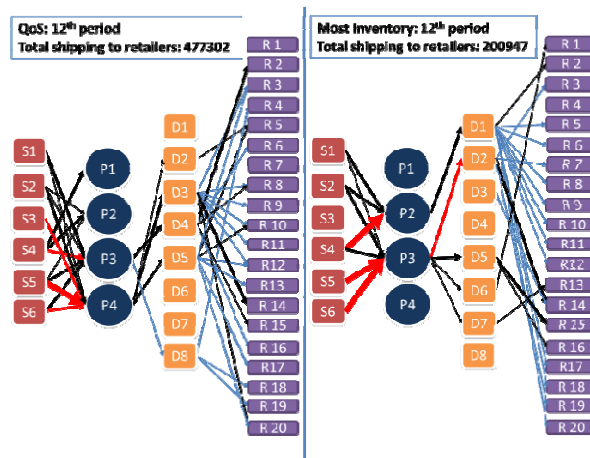 QoS: 12th period
Total shipping to retailers: 477302
S1
S2
S3
S4
S5
S6
P1
P2
P3
P4
D1
D2
D3
D4
D5
D6
D7
D8
R 1
R 2
R 3
R 4
R 5
R 6
R 7
R 8
R 9
R 10
R11
R 12
R13
R 14
R 15
R 16
R17
R 18
R 19
R 20
Most Inventory: 12th period
Total shipping to retailers: 200947
S1
S2
S3
S4
S5
S6
P1
P2
P3
P4
D1
D2
D3
D4
D5
D6
D7
D8
R 1
R 2
R 3
R 4
R 5
R 6
R 7
R 8
R 9
R 10
R11
R12
R13
R 14
R 15
R 16
R17
R 18
R 19
R 20